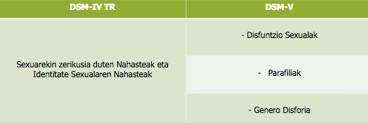 DSM-IV TR
DSM-V
Sexuarekin zerikusia duten Nahasteak eta
Identitate Sexualaren Nahasteak
- Disfuntzio Sexualak
- Parafiliak
- Genero Disforia